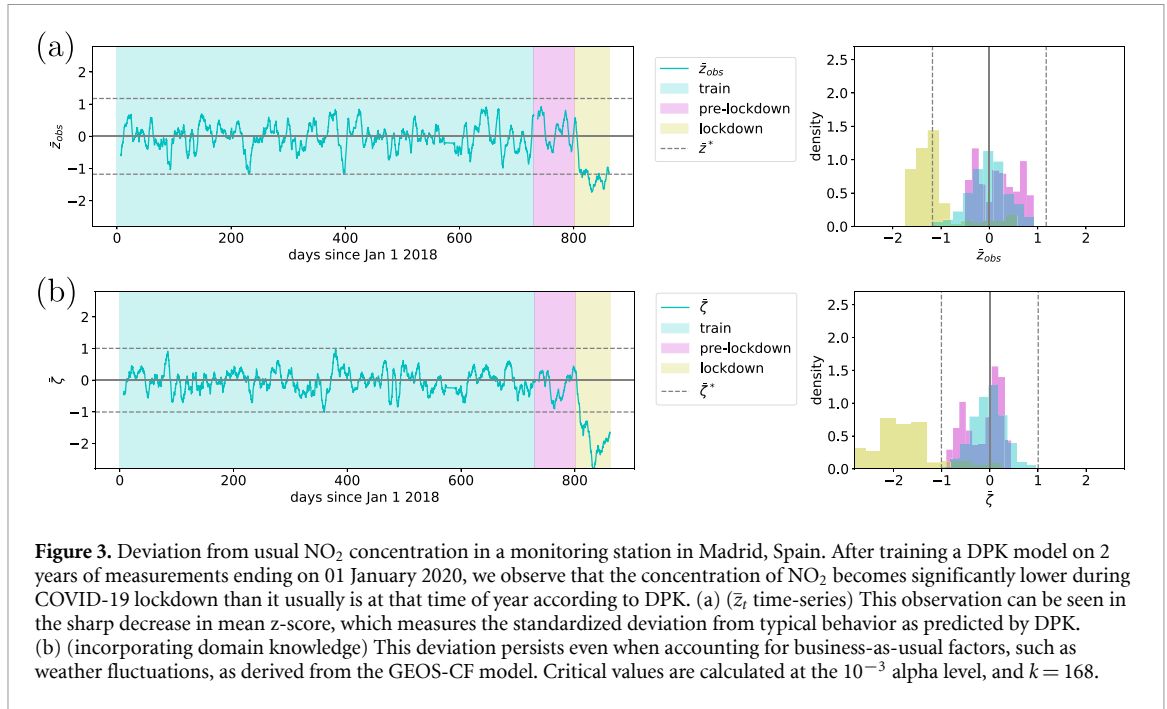 (a)
2
1
0
−1
−2
z̄obs
0
200
400
600
800
days since Jan 1 2018
z̄obs
train
pre-lockdown
lockdown
z̄*
2.5
2.0
1.5
1.0
0.5
0.0
density
−2
−1
0
1
2
z̄obs
(b)
2
1
0
−1
−2
ζ̄
0
200
400
600
800
days since Jan 1 2018
ζ̄
train
pre-lockdown
lockdown
ζ̄*
2.5
2.0
1.5
1.0
0.5
0.0
density
−2
−1
0
1
2
ζ̄
Figure 3. Deviation from usual NO₂ concentration in a monitoring station in Madrid, Spain. After training a DPK model on 2
years of measurements ending on 01 January 2020, we observe that the concentration of NO₂ becomes significantly lower during
COVID-19 lockdown than it usually is at that time of year according to DPK. (a) (z̄t time-series) This observation can be seen in
the sharp decrease in mean z-score, which measures the standardized deviation from typical behavior as predicted by DPK.
(b) (incorporating domain knowledge) This deviation persists even when accounting for business-as-usual factors, such as
weather fluctuations, as derived from the GEOS-CF model. Critical values are calculated at the 10⁻³ alpha level, and k = 168.